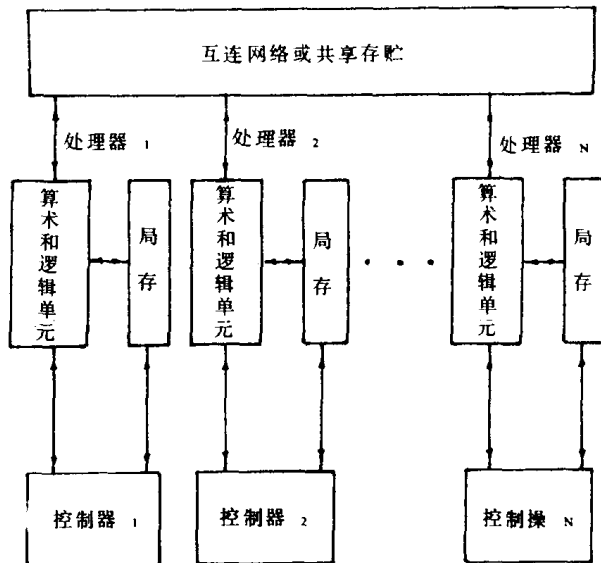 互连网络或共享存贮
处理器 1
处理器 2
处理器 N
算术和逻辑单元
局存
算术和逻辑单元
局存
• • •
算术和逻辑单元
局存
控制器 1
控制器 2
控制操 N